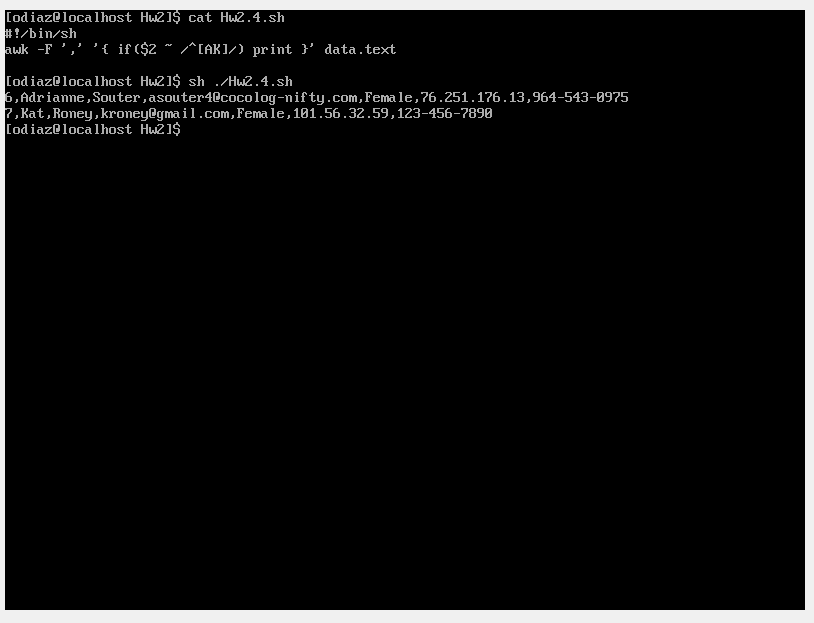 [odiaz@localhost Hw2]$ cat Hw2.4.sh
#!/bin/sh
awk -F ',' '{ if($2 ~ /^[AK]/) print }' data.text
[odiaz@localhost Hw2]$ sh ./Hw2.4.sh
6,Adrianne,Souter,asouter4@cocolog-nifty.com,Female,76.251.176.13,964-543-0975
7,Kat,Roney,kroney@gmail.com,Female,101.56.32.59,123-456-7890
[odiaz@localhost Hw2]$